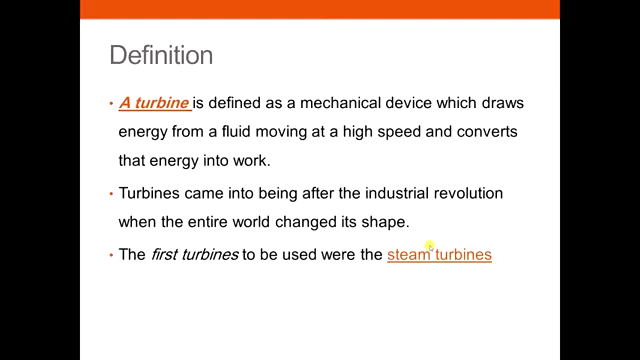 Definition
• A turbine is defined as a mechanical device which draws
energy from a fluid moving at a high speed and converts
that energy into work.
• Turbines came into being after the industrial revolution
when the entire world changed its shape.
• The first turbines to be used were the steam turbines